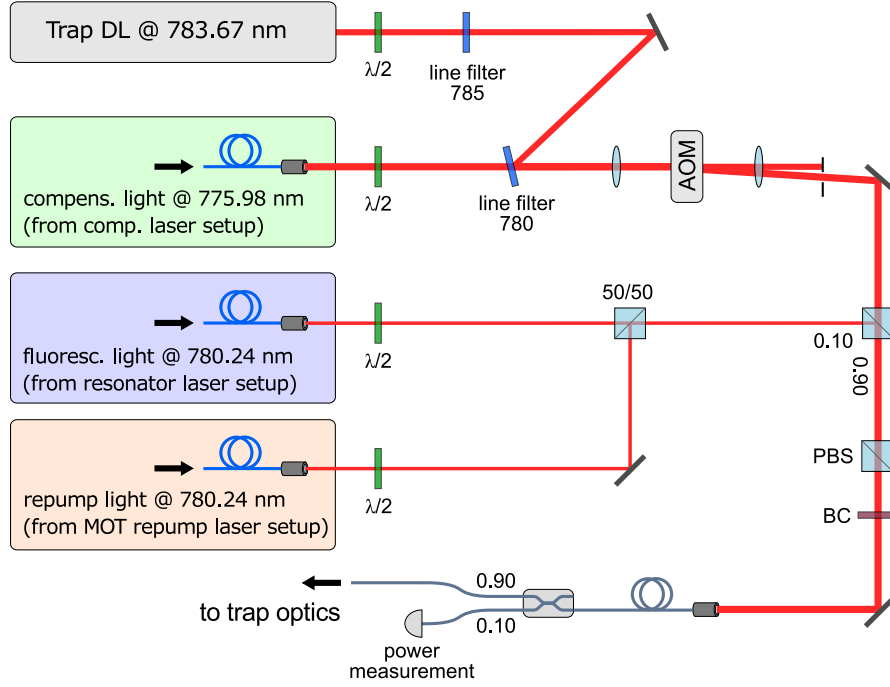 Trap DL @ 783.67 nm
λ/2
line filter
785
compens. light @ 775.98 nm
(from comp. laser setup)
λ/2
line filter
780
AOM
fluoresc. light @ 780.24 nm
(from resonator laser setup)
λ/2
50/50
0.10
0.90
repump light @ 780.24 nm
(from MOT repump laser setup)
λ/2
PBS
BC
to trap optics
0.90
0.10
power
measurement